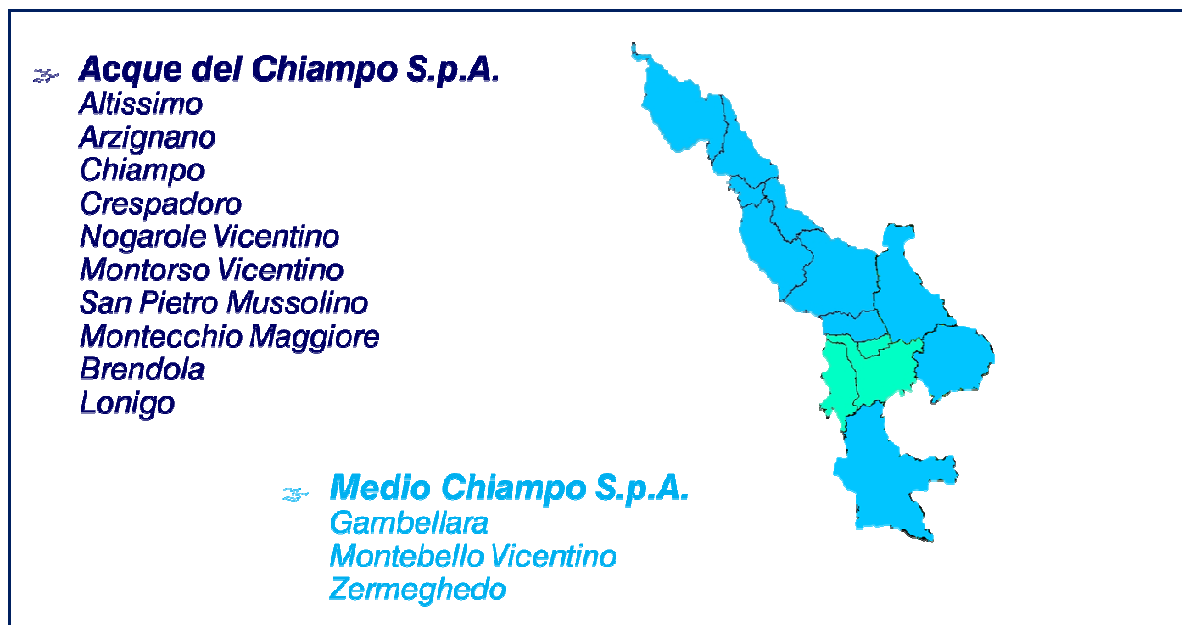 Acque del Chiampo S.p.A.
Altissimo
Arzignano
Chiampo
Crespadoro
Nogarole Vicentino
Montorso Vicentino
San Pietro Mussolino
Montecchio Maggiore
Brendola
Lonigo
Medio Chiampo S.p.A.
Gambellara
Montebello Vicentino
Zermeghedo